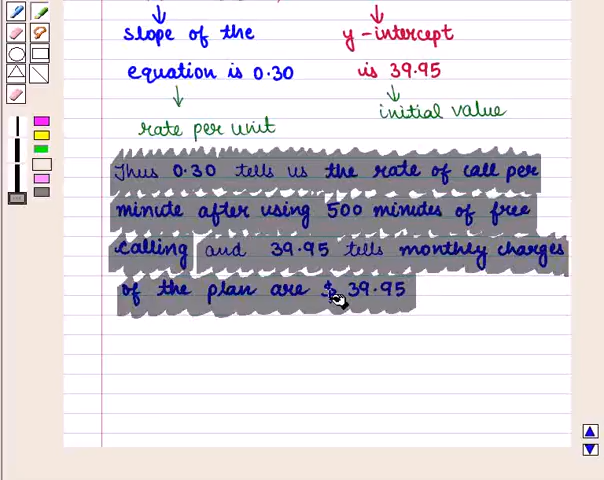 slope of the y-intercept
equation is 0.30 is 39.95
rate per unit initial value
Thus 0.30 tells us the rate of call per
minute after using 500 minutes of free
calling and 39.95 tells monthly charges
of the plan are $ 39.95